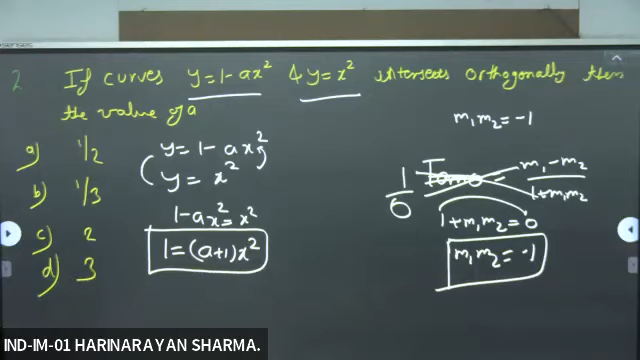 senses
2 If curves y=1-ax² & y=x² intersects orthogonally then
the value of a
a) 1/2
b) 1/3
c) 2
d) 3
y=1-ax²
y=x²
1-ax²=x²
1=(a+1)x²
m₁m₂=-1
1/0
m₁-m₂
1+m₁m₂
1+m₁m₂=0
m₁m₂=-1
IND-IM-01 HARINARAYAN SHARMA.